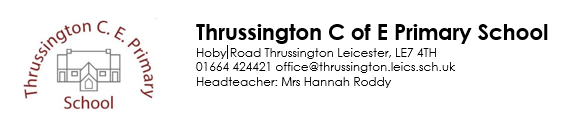 Thrussington C. E. Primary
School
Thrussington C of E Primary School
Hoby Road Thrussington Leicester, LE7 4TH
01664 424421 office@thrussington.leics.sch.uk
Headteacher: Mrs Hannah Roddy